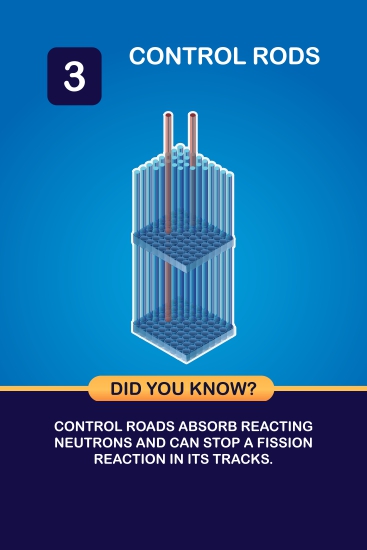 3
CONTROL RODS
DID YOU KNOW?
CONTROL ROADS ABSORB REACTING
NEUTRONS AND CAN STOP A FISSION
REACTION IN ITS TRACKS.